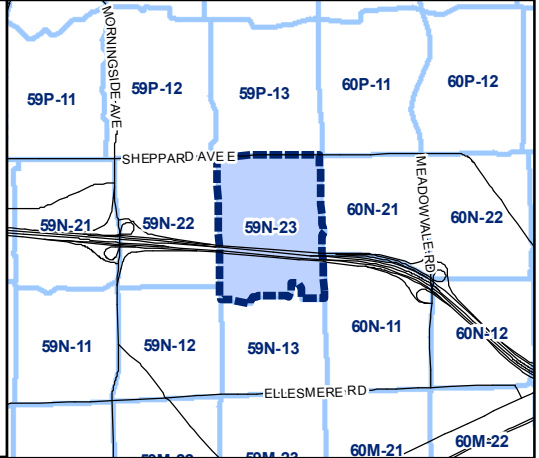 MORNINGSIDE AVE
59P-11
59P-12
59P-13
60P-11
60P-12
SHEPPARD AVE E
MEADOWVALE RD
59N-21
59N-22
59N-23
60N-21
60N-22
59N-11
59N-12
59N-13
60N-11
60N-12
ELLESMERE RD
59M-23
60M-21
60M-22